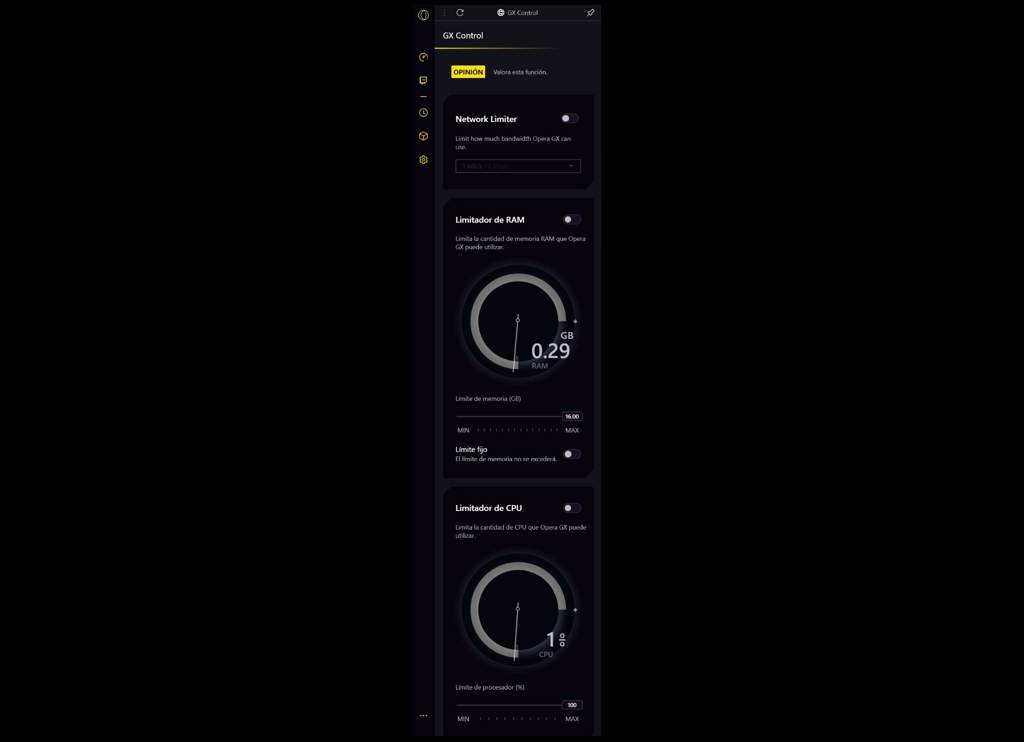 GX Control
GX Control
OPINIÓN Valora esta función.
Network Limiter
Limit how much bandwidth Opera GX can
use.
Limitador de RAM
Limita la cantidad de memoria RAM que Opera
GX puede utilizar.
GB
0.29
RAM
Límite de memoria (GB)
16.00
MIN MAX
Límite fijo
El límite de memoria no se excederá.
Limitador de CPU
Limita la cantidad de CPU que Opera GX puede
utilizar.
1%
CPU
Límite de procesador (%)
100
MIN MAX